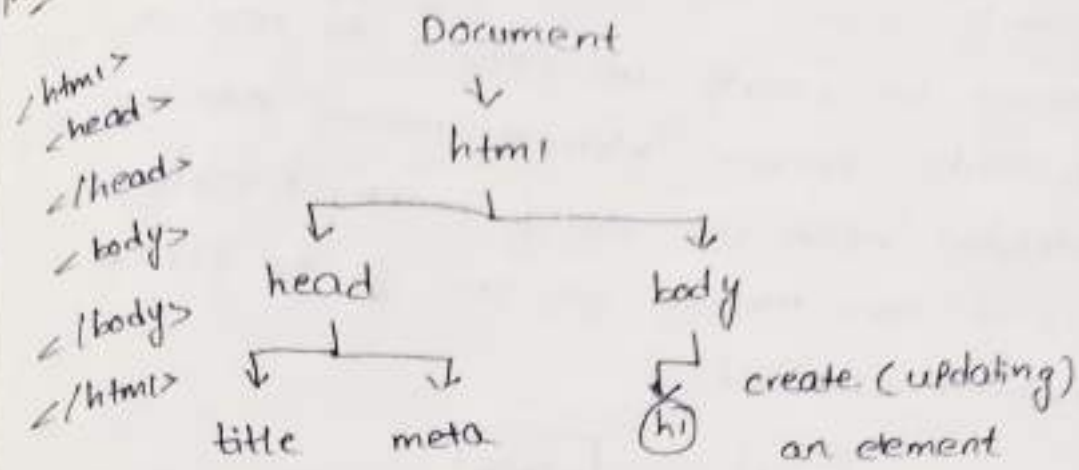 Document
<html>
<head>
</head>
<body>
</body>
</html>
html
head
body
title
meta
h1
create (updating)
an element